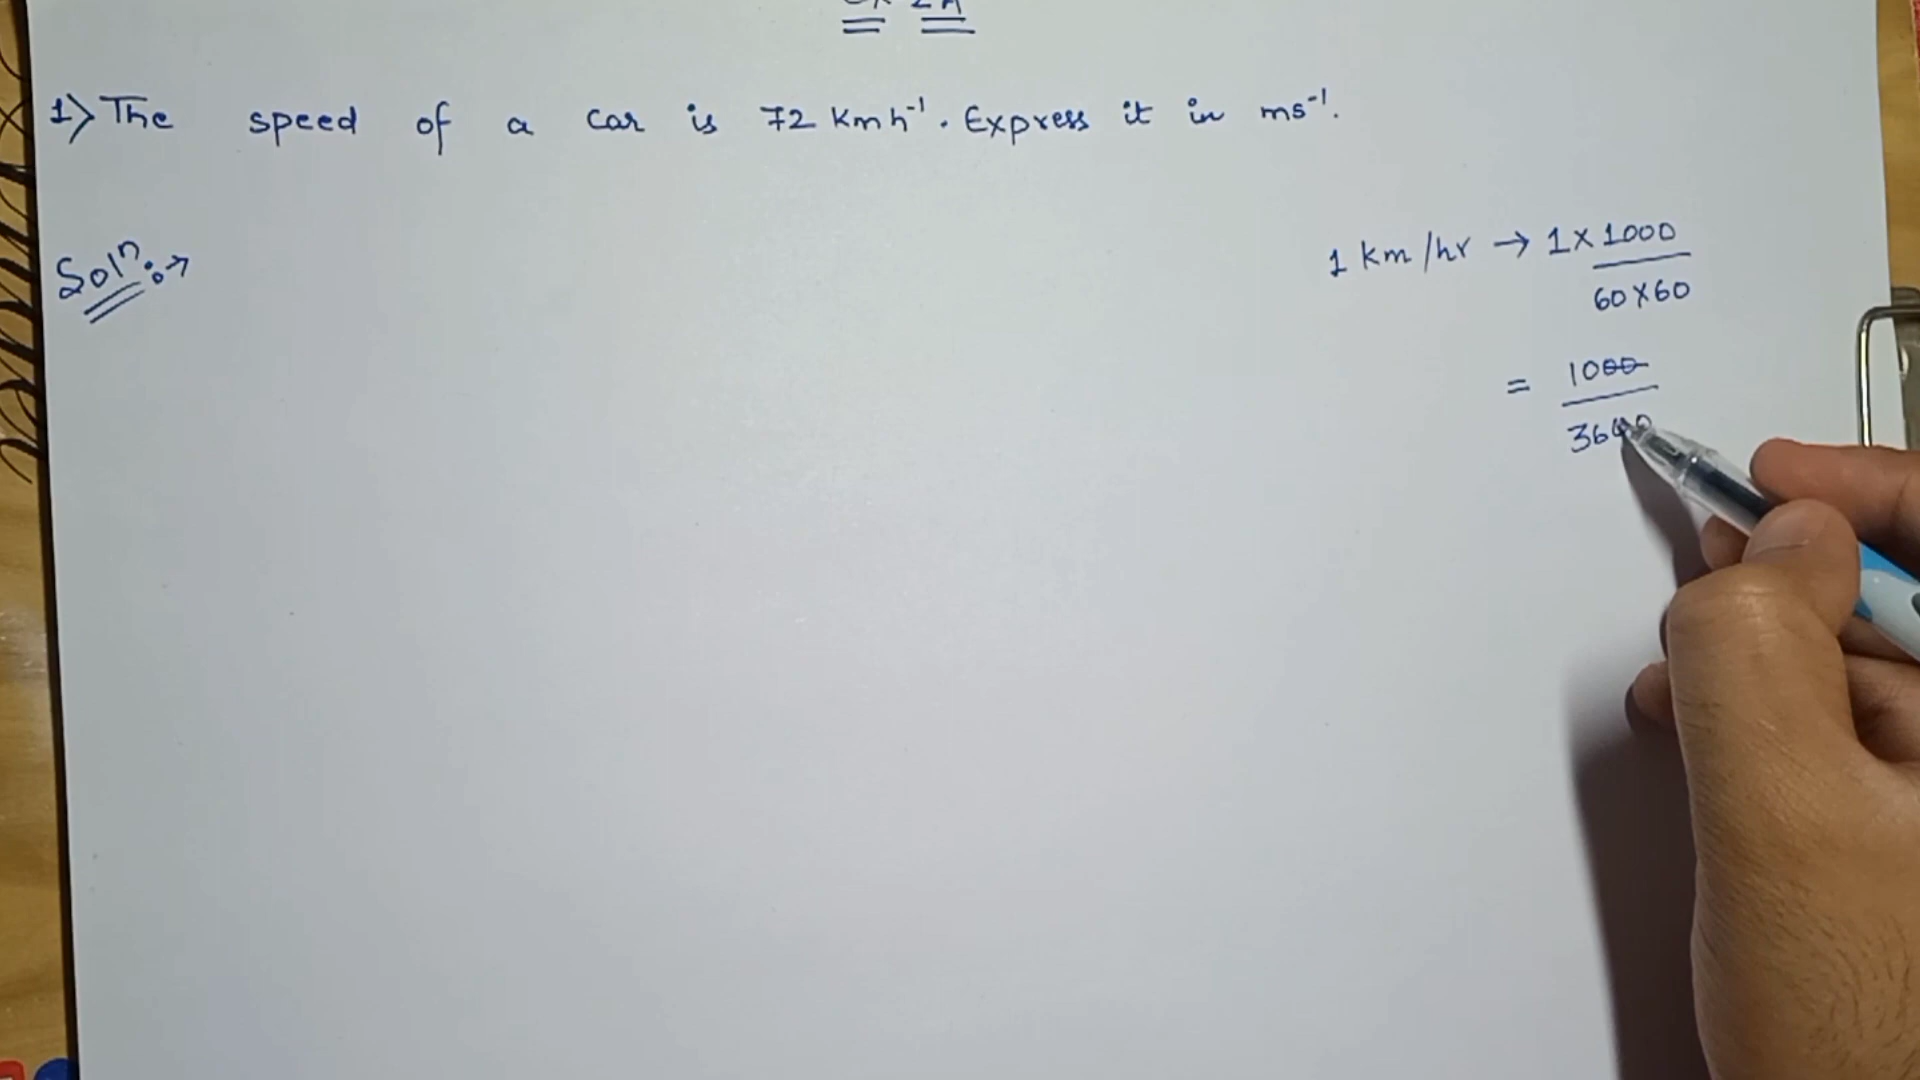 1) The speed of a car is 72 Kmh⁻¹. Express it in ms⁻¹.
Solⁿ:→
1 km/hr → 1 × 1000
60×60
= 1000
3600